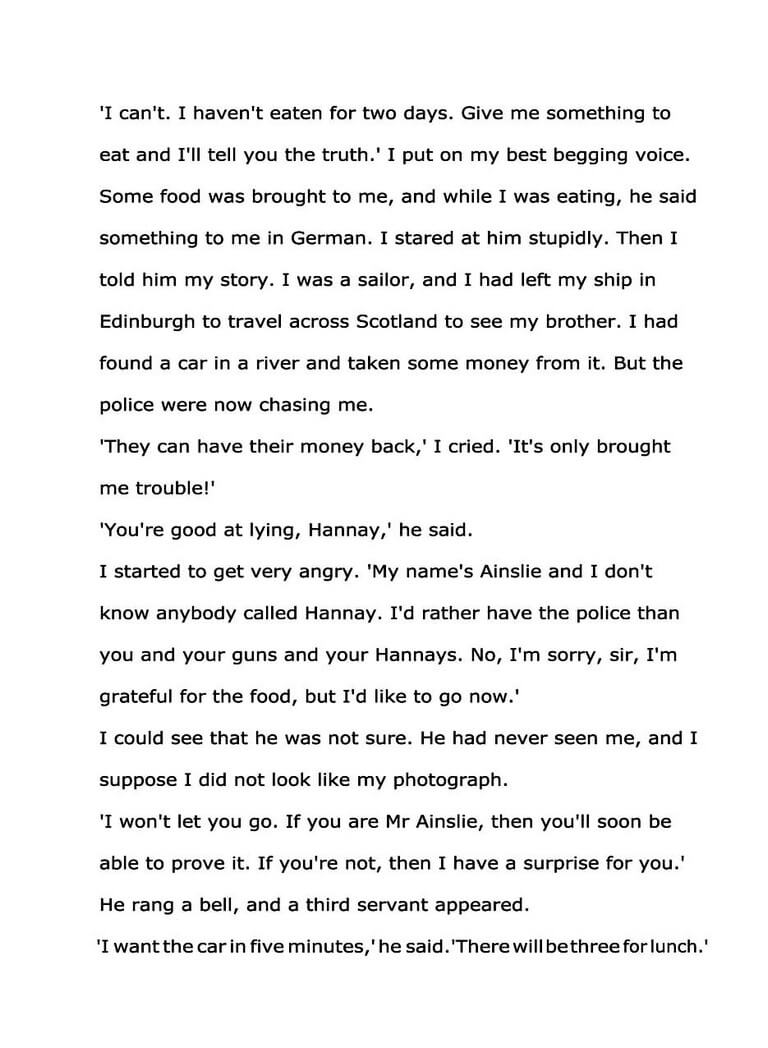 'I can't. I haven't eaten for two days. Give me something to
eat and I'll tell you the truth.' I put on my best begging voice.
Some food was brought to me, and while I was eating, he said
something to me in German. I stared at him stupidly. Then I
told him my story. I was a sailor, and I had left my ship in
Edinburgh to travel across Scotland to see my brother. I had
found a car in a river and taken some money from it. But the
police were now chasing me.
'They can have their money back,' I cried. 'It's only brought
me trouble!'
'You're good at lying, Hannay,' he said.
I started to get very angry. 'My name's Ainslie and I don't
know anybody called Hannay. I'd rather have the police than
you and your guns and your Hannays. No, I'm sorry, sir, I'm
grateful for the food, but I'd like to go now.'
I could see that he was not sure. He had never seen me, and I
suppose I did not look like my photograph.
'I won't let you go. If you are Mr Ainslie, then you'll soon be
able to prove it. If you're not, then I have a surprise for you.'
He rang a bell, and a third servant appeared.
'I want the car in five minutes,' he said.'There will be three for lunch.'